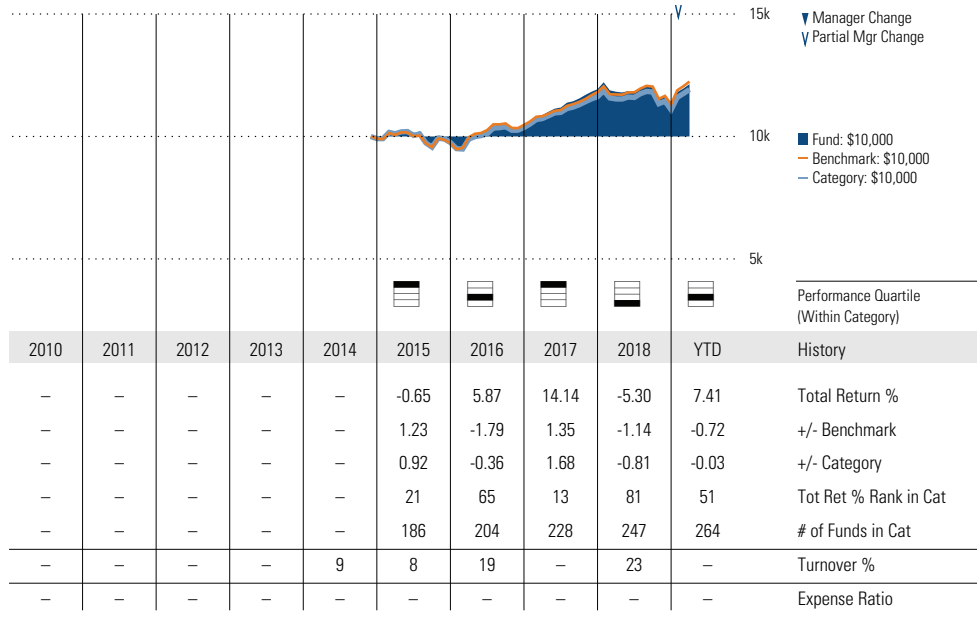 15k
10k
5k
▼ Manager Change
Partial Mgr Change
Fund: $10,000
Benchmark: $10,000
Category: $10,000
Performance Quartile
(Within Category)
2010 2011 2012 2013 2014 2015 2016 2017 2018 YTD History
– – – – – -0.65 5.87 14.14 -5.30 7.41 Total Return %
– – – – – 1.23 -1.79 1.35 -1.14 -0.72 +/- Benchmark
– – – – – 0.92 -0.36 1.68 -0.81 -0.03 +/- Category
– – – – – 21 65 13 81 51 Tot Ret % Rank in Cat
– – – – – 186 204 228 247 264 # of Funds in Cat
– – – – 9 8 19 – 23 – Turnover %
– – – – – – – – – – Expense Ratio